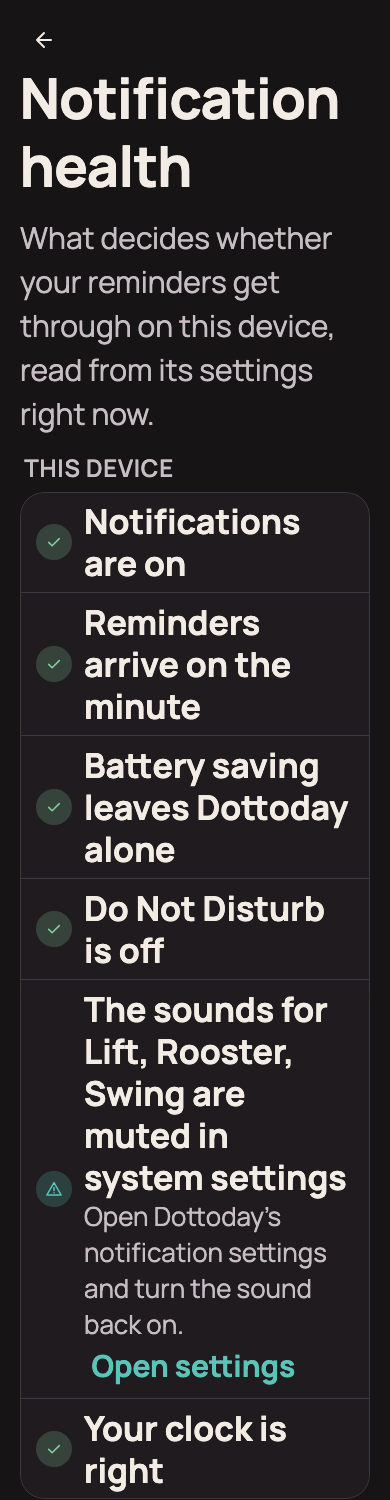 Notification
health
What decides whether
your reminders get
through on this device,
read from its settings
right now.
THIS DEVICE
Notifications
are on
Reminders
arrive on the
minute
Battery saving
leaves Dottoday
alone
Do Not Disturb
is off
The sounds for
Lift, Rooster,
Swing are
muted in
system settings
Open Dottoday's
notification settings
and turn the sound
back on.
Open settings
Your clock is
right